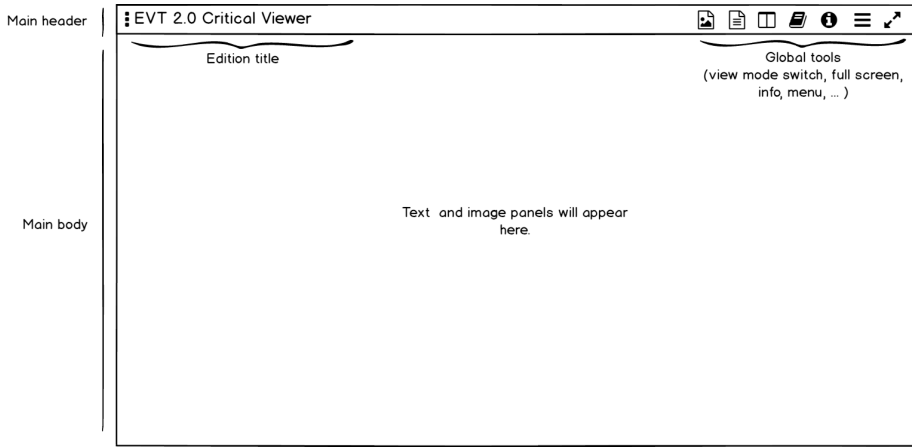 Main header
EVT 2.0 Critical Viewer
Edition title
Global tools
(view mode switch, full screen,
info, menu, ... )
Main body
Text and image panels will appear
here.